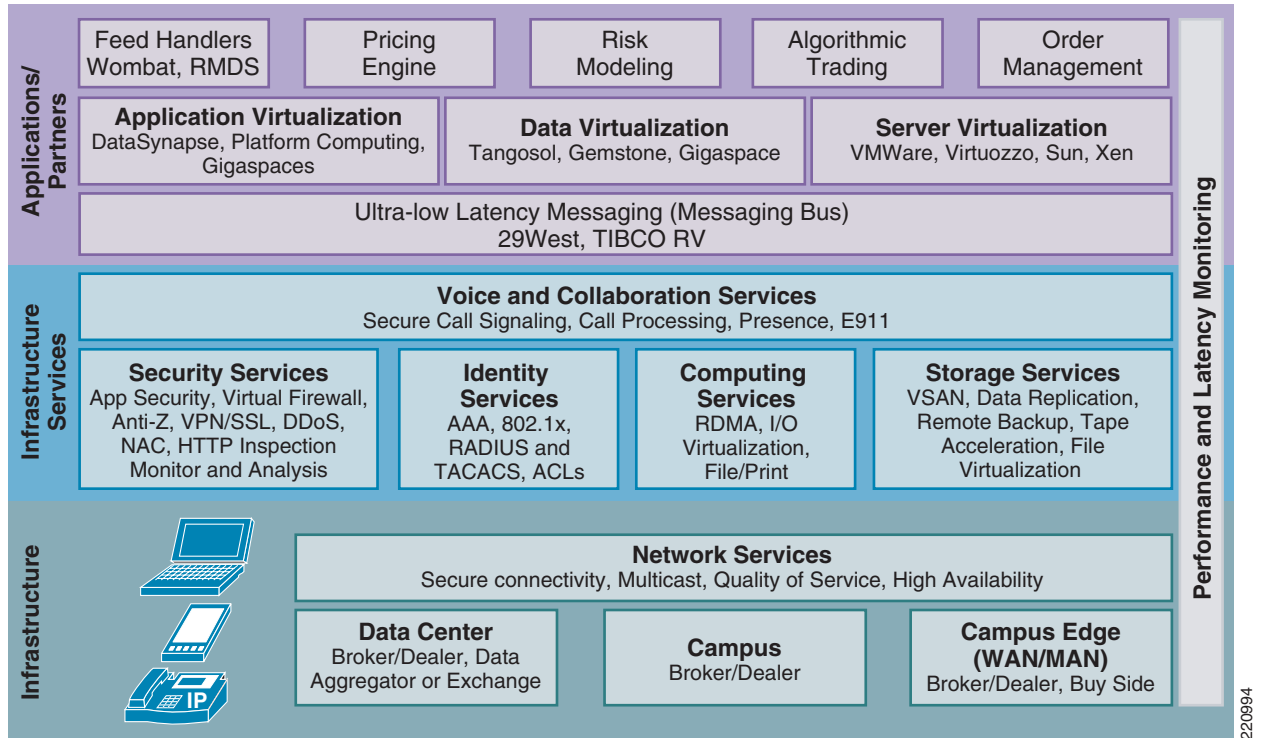 Applications/
Partners
Feed Handlers
Wombat, RMDS
Pricing
Engine
Risk
Modeling
Algorithmic
Trading
Order
Management
Application Virtualization
DataSynapse, Platform Computing,
Gigaspaces
Data Virtualization
Tangosol, Gemstone, Gigaspace
Server Virtualization
VMWare, Virtuozzo, Sun, Xen
Ultra-low Latency Messaging (Messaging Bus)
29West, TIBCO RV
Infrastructure
Services
Voice and Collaboration Services
Secure Call Signaling, Call Processing, Presence, E911
Security Services
App Security, Virtual Firewall,
Anti-Z, VPN/SSL, DDoS,
NAC, HTTP Inspection
Monitor and Analysis
Identity
Services
AAA, 802.1x,
RADIUS and
TACACS, ACLs
Computing
Services
RDMA, I/O
Virtualization,
File/Print
Storage Services
VSAN, Data Replication,
Remote Backup, Tape
Acceleration, File
Virtualization
Infrastructure
IP
Network Services
Secure connectivity, Multicast, Quality of Service, High Availability
Data Center
Broker/Dealer, Data
Aggregator or Exchange
Campus
Broker/Dealer
Campus Edge
(WAN/MAN)
Broker/Dealer, Buy Side
Performance and Latency Monitoring
220994